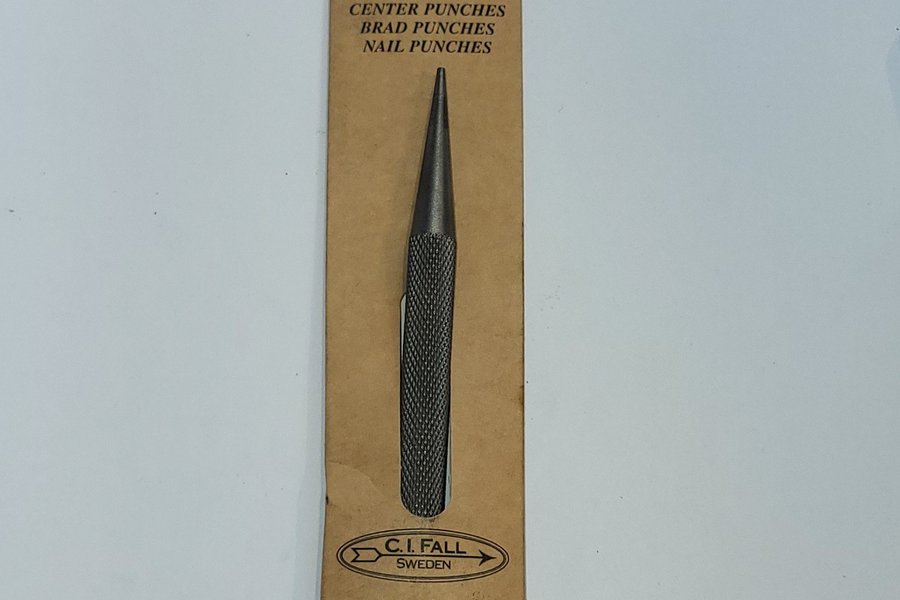 CENTER PUNCHES
BRAD PUNCHES
NAIL PUNCHES
C.I. FALL
SWEDEN